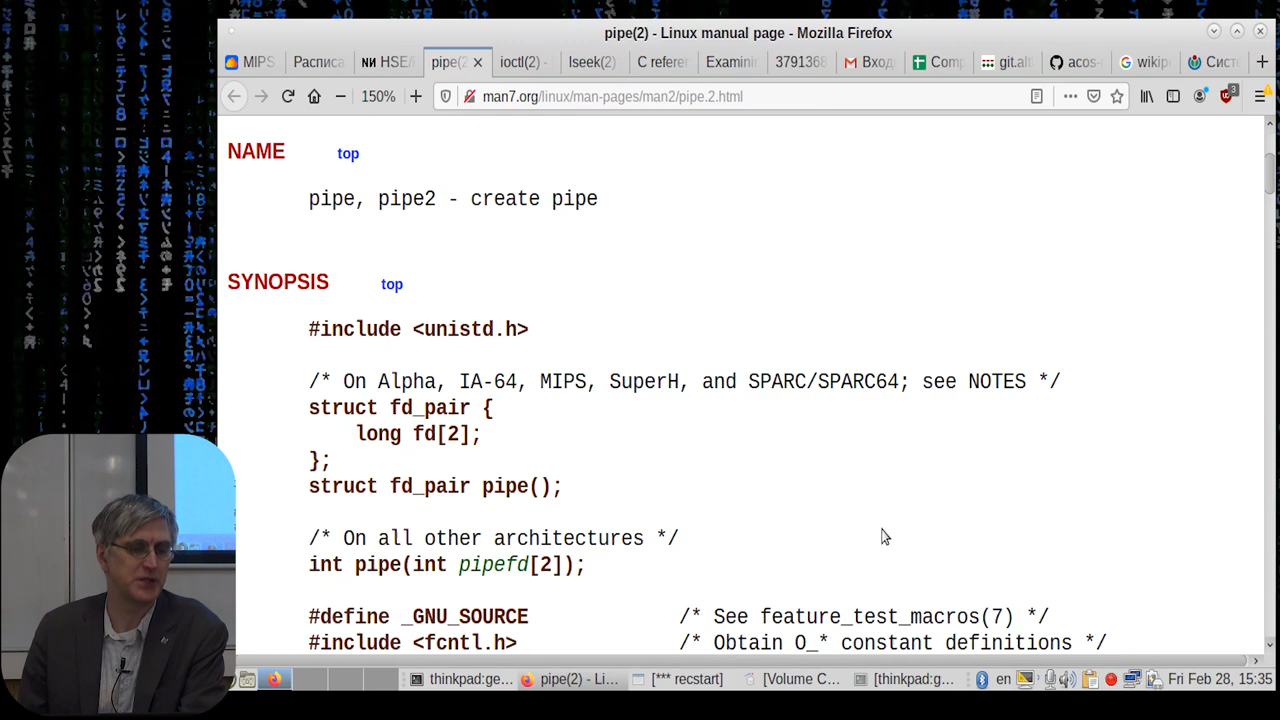 pipe(2) - Linux manual page - Mozilla Firefox
MIPS
Расписа
NИ HSE/
pipe(2
ioctl(2) -
lseek(2)
C refere
Examinin
3791368
Вход
Comp
git.alt
acos-
wikip
Систе
150%
man7.org/linux/man-pages/man2/pipe.2.html
3
NAME top
pipe, pipe2 - create pipe
SYNOPSIS top
#include <unistd.h>
/* On Alpha, IA-64, MIPS, SuperH, and SPARC/SPARC64; see NOTES */
struct fd_pair {
long fd[2];
};
struct fd_pair pipe();
/* On all other architectures */
int pipe(int pipefd[2]);
#define _GNU_SOURCE /* See feature_test_macros(7) */
#include <fcntl.h> /* Obtain O_* constant definitions */
thinkpad:ge...
pipe(2) - Li...
[*** recstart]
[Volume C...
[thinkpad:g...
en
Fri Feb 28, 15:35